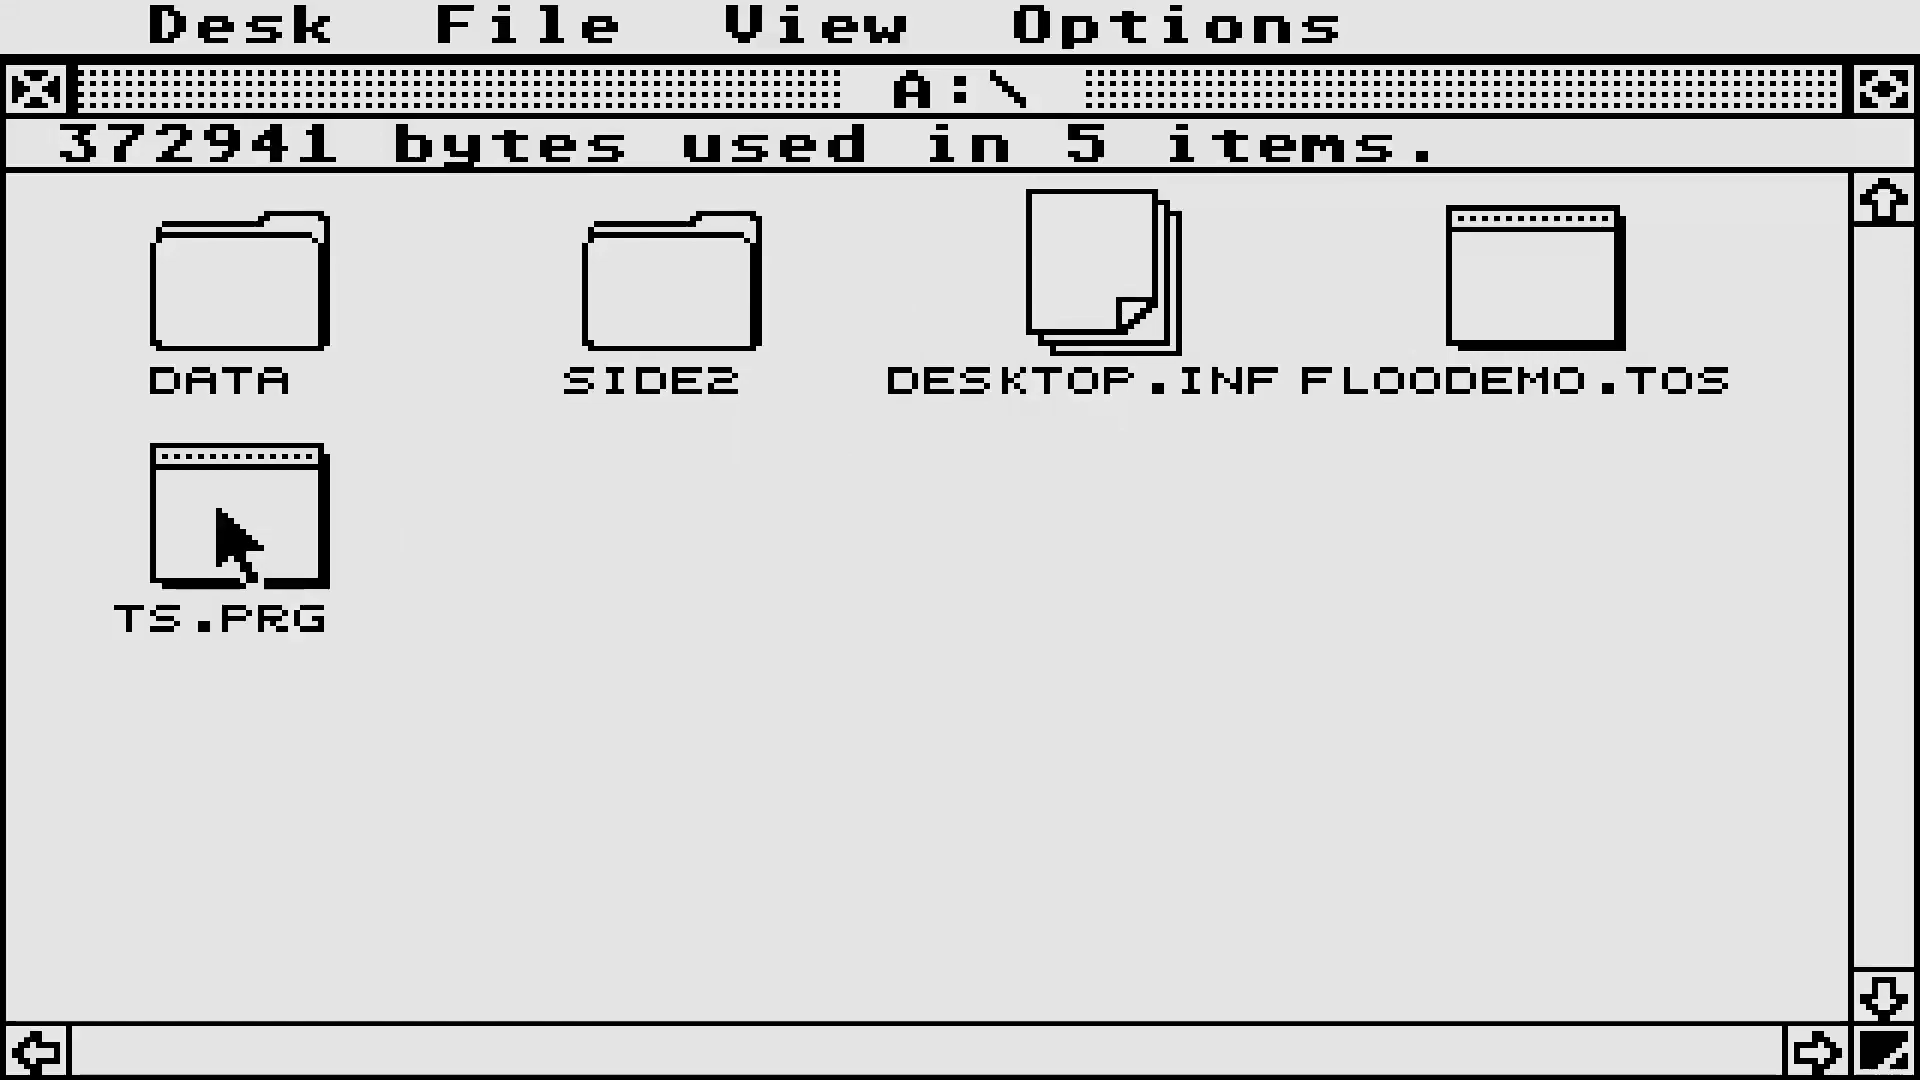 Desk File View Options
A:\
372941 bytes used in 5 items.
DATA SIDE2 DESKTOP.INF FLOODEMO.TOS
TS.PRG